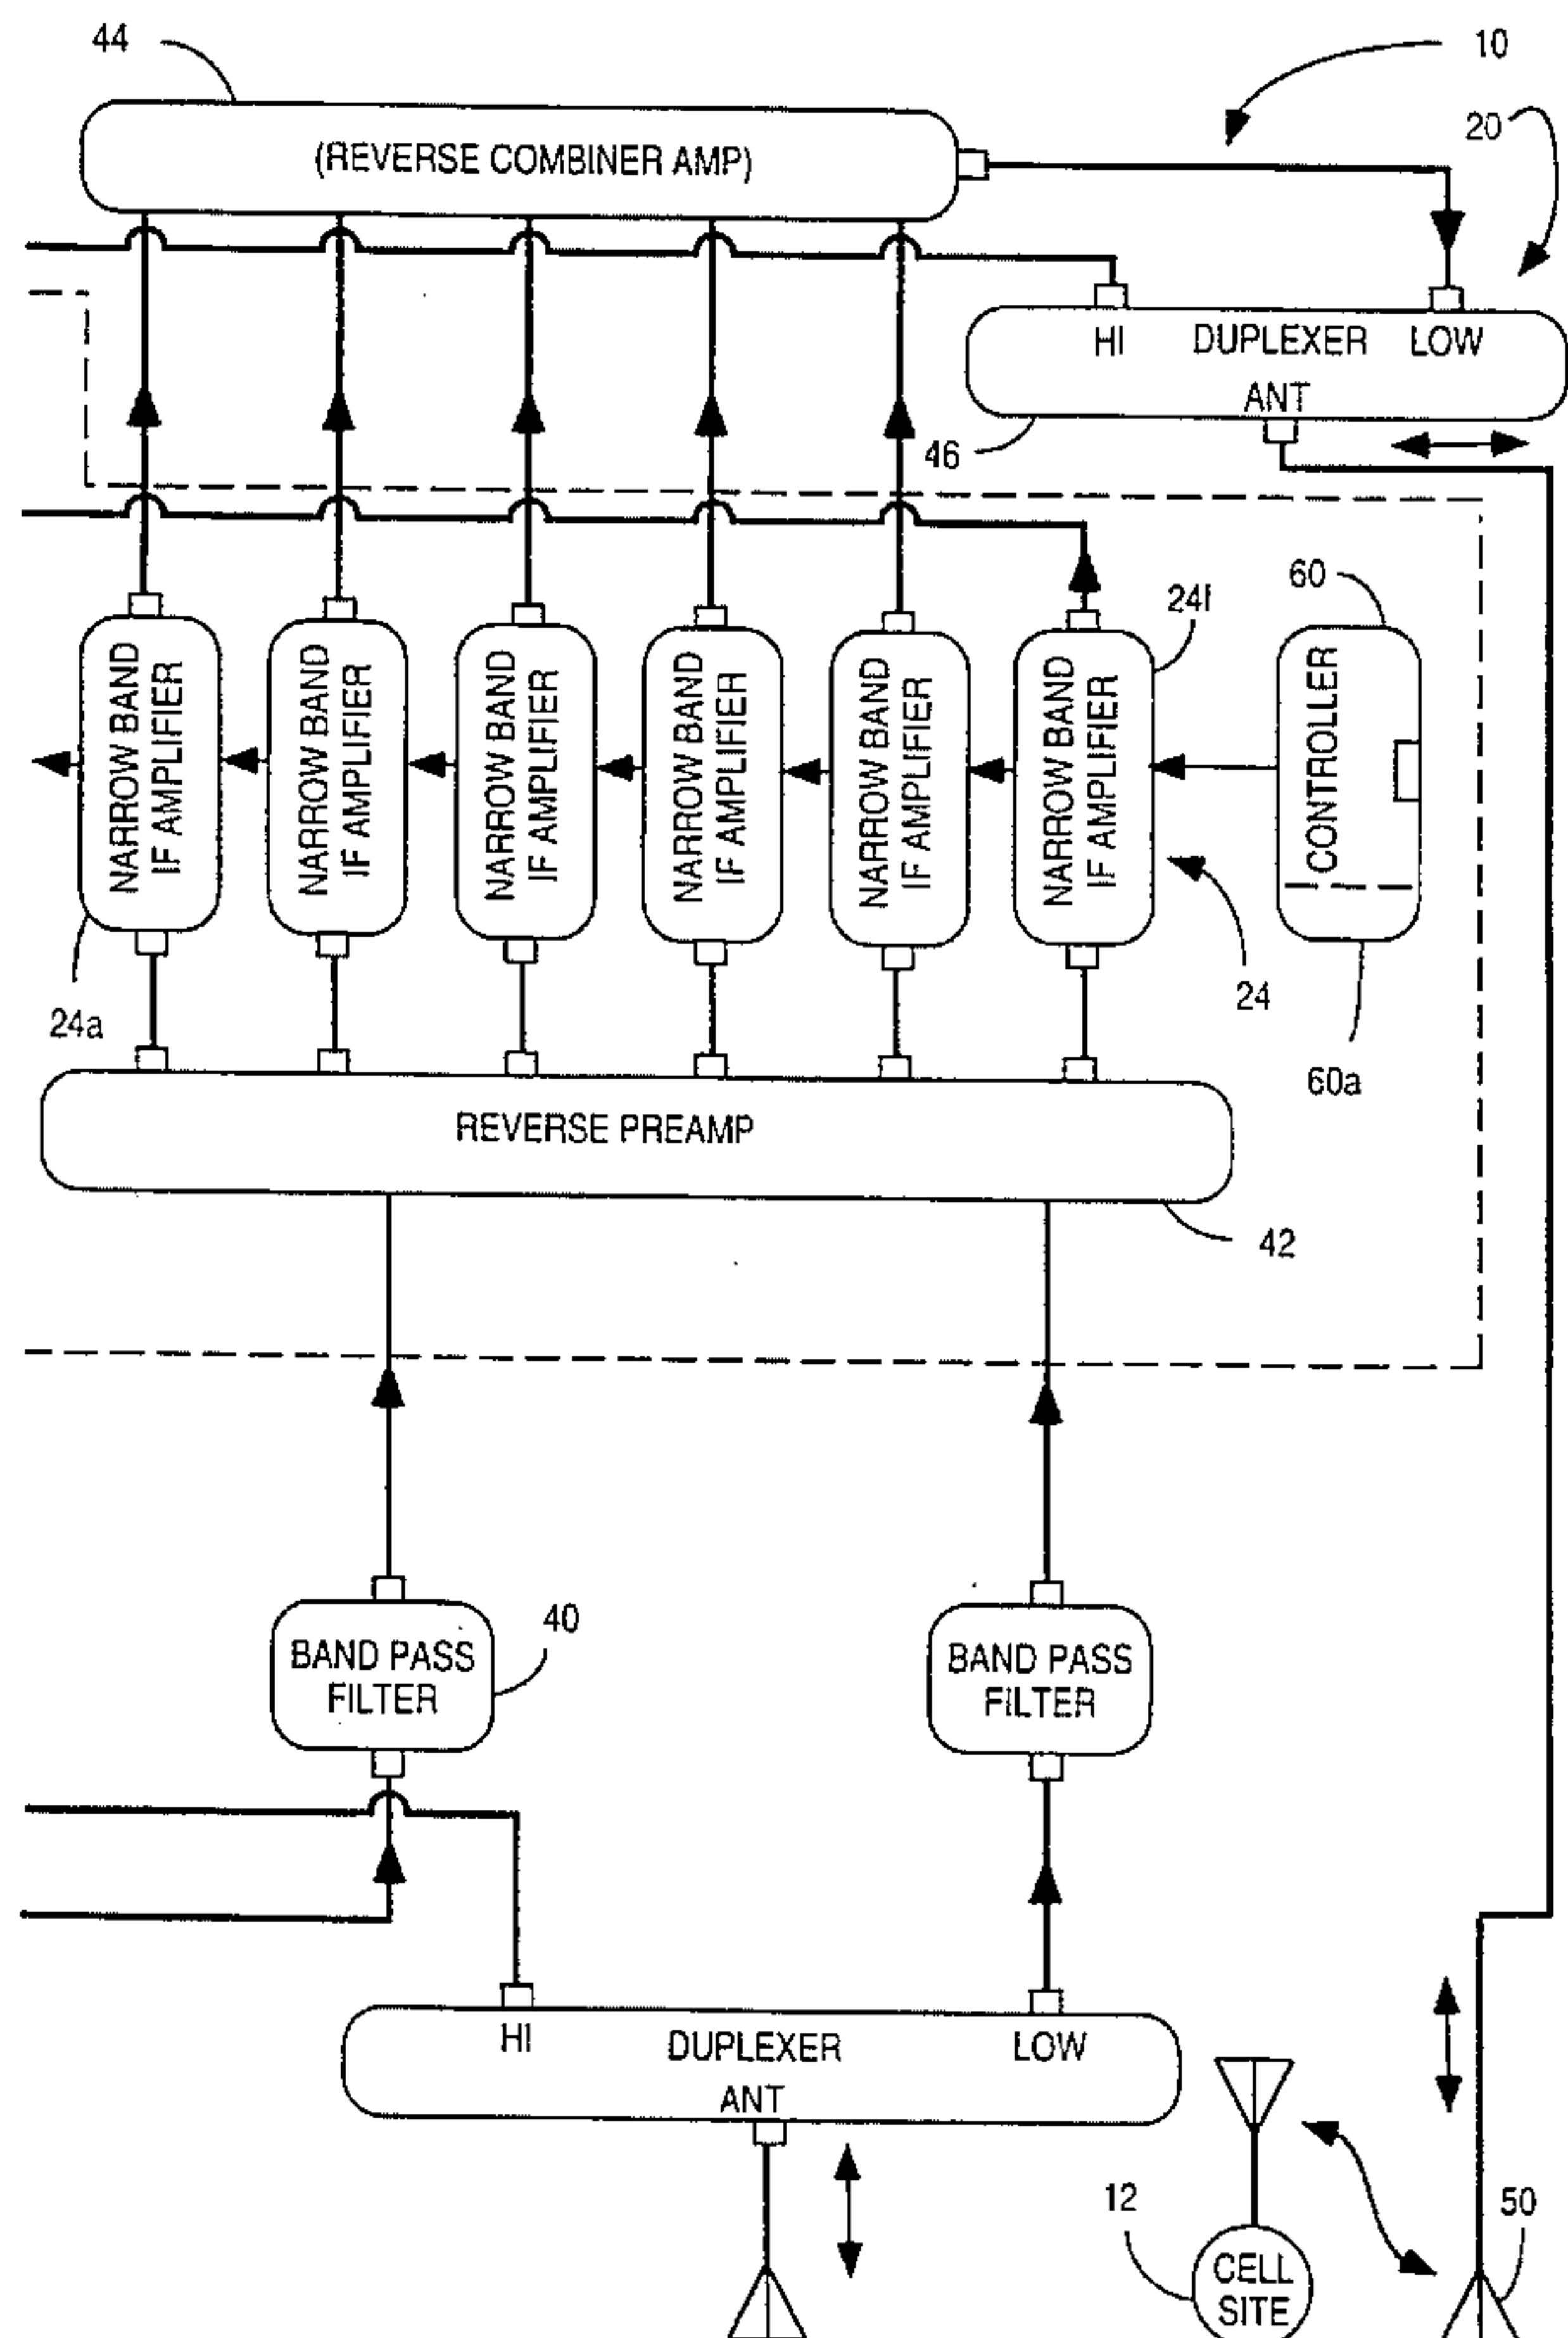 44
10
20
(REVERSE COMBINER AMP)
HI DUPLEXER LOW
ANT
46
60
24f
NARROW BAND
IF AMPLIFIER
NARROW BAND
IF AMPLIFIER
NARROW BAND
IF AMPLIFIER
NARROW BAND
IF AMPLIFIER
NARROW BAND
IF AMPLIFIER
NARROW BAND
IF AMPLIFIER
CONTROLLER
24a
24
60a
REVERSE PREAMP
42
40
BAND PASS
FILTER
BAND PASS
FILTER
HI DUPLEXER LOW
ANT
12
50
CELL
SITE